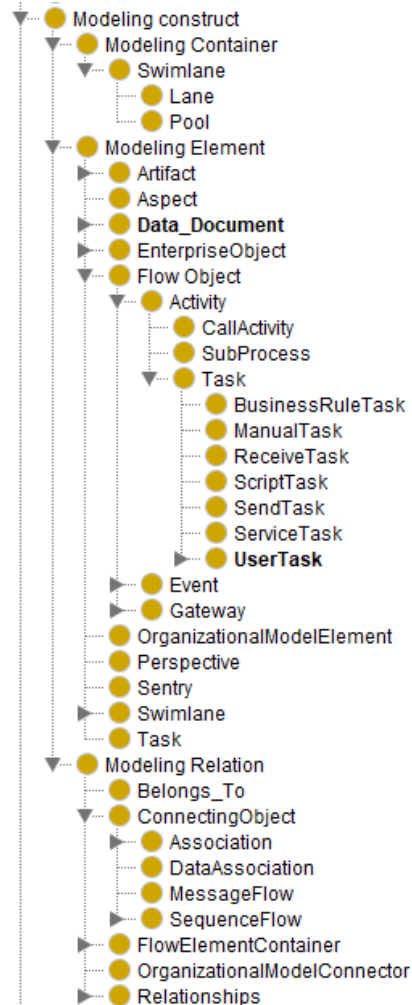 Modeling construct
Modeling Container
Swimlane
Lane
Pool
Modeling Element
Artifact
Aspect
Data_Document
EnterpriseObject
Flow Object
Activity
CallActivity
SubProcess
Task
BusinessRuleTask
ManualTask
ReceiveTask
ScriptTask
SendTask
ServiceTask
UserTask
Event
Gateway
OrganizationalModelElement
Perspective
Sentry
Swimlane
Task
Modeling Relation
Belongs_To
ConnectingObject
Association
DataAssociation
MessageFlow
SequenceFlow
FlowElementContainer
OrganizationalModelConnector
Relationships